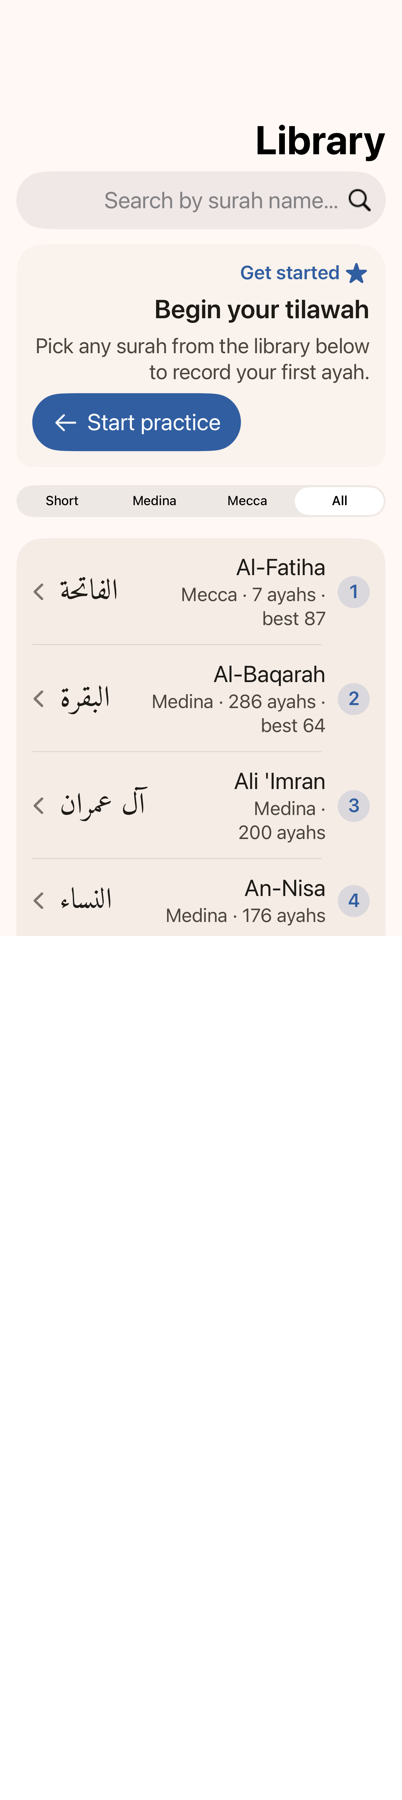 Library
Search by surah name...
Get started
Begin your tilawah
Pick any surah from the library below
to record your first ayah.
Start practice
All
Mecca
Medina
Short
1
Al-Fatiha
Mecca · 7 ayahs ·
best 87
الفاتحة
2
Al-Baqarah
Medina · 286 ayahs ·
best 64
البقرة
3
Ali 'Imran
Medina ·
200 ayahs
آل عمران
4
An-Nisa
Medina · 176 ayahs
النساء